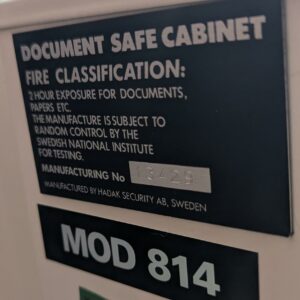 DOCUMENT SAFE CABINET
FIRE CLASSIFICATION:
2 HOUR EXPOSURE FOR DOCUMENTS,
PAPERS ETC.
THE MANUFACTURE IS SUBJECT TO
RANDOM CONTROL BY THE
SWEDISH NATIONAL INSTITUTE
FOR TESTING.
MANUFACTURING No
MANUFACTURED BY HADAK SECURITY AB, SWEDEN
MOD 814